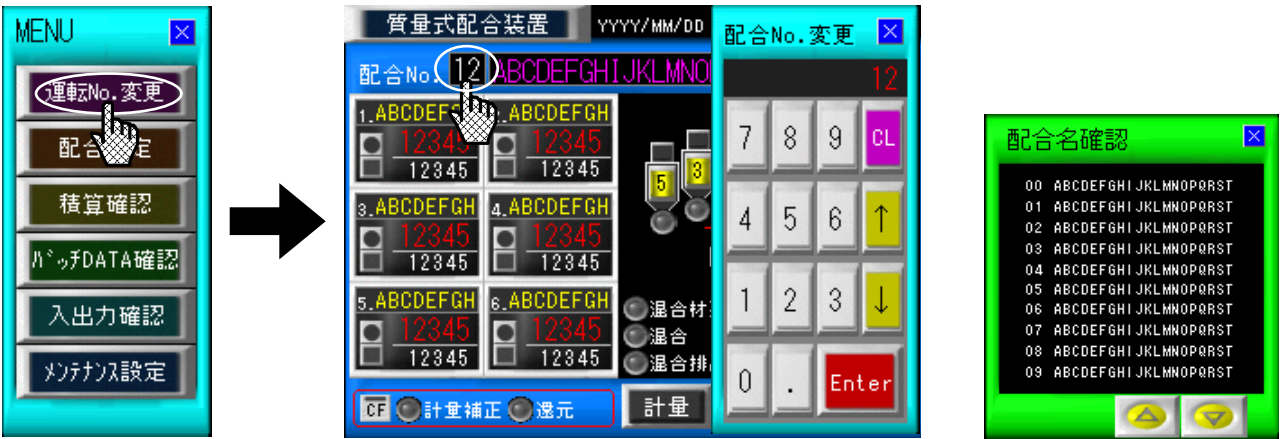 MENU
運転No.変更
配合
定
積算確認
バッチDATA確認
入出力確認
メンテナンス設定
質量式配合装置 YYYY/MM/DD
配合No. 12 ABCDEFGHIJKLMNO
1.ABCDEF
12345
12345
.ABCDEFGH
12345
12345
3.ABCDEFGH
12345
12345
4.ABCDEFGH
12345
12345
5.ABCDEFGH
12345
12345
6.ABCDEFGH
12345
12345
5
3
混合材
混合
混合排
CF 計量補正 還元
計量
配合No.変更
12
7 8 9 CL
4 5 6 ↑
1 2 3 ↓
0 . Enter
配合名確認
00 ABCDEFGHIJKLMNOPQRST
01 ABCDEFGHIJKLMNOPQRST
02 ABCDEFGHIJKLMNOPQRST
03 ABCDEFGHIJKLMNOPQRST
04 ABCDEFGHIJKLMNOPQRST
05 ABCDEFGHIJKLMNOPQRST
06 ABCDEFGHIJKLMNOPQRST
07 ABCDEFGHIJKLMNOPQRST
08 ABCDEFGHIJKLMNOPQRST
09 ABCDEFGHIJKLMNOPQRST